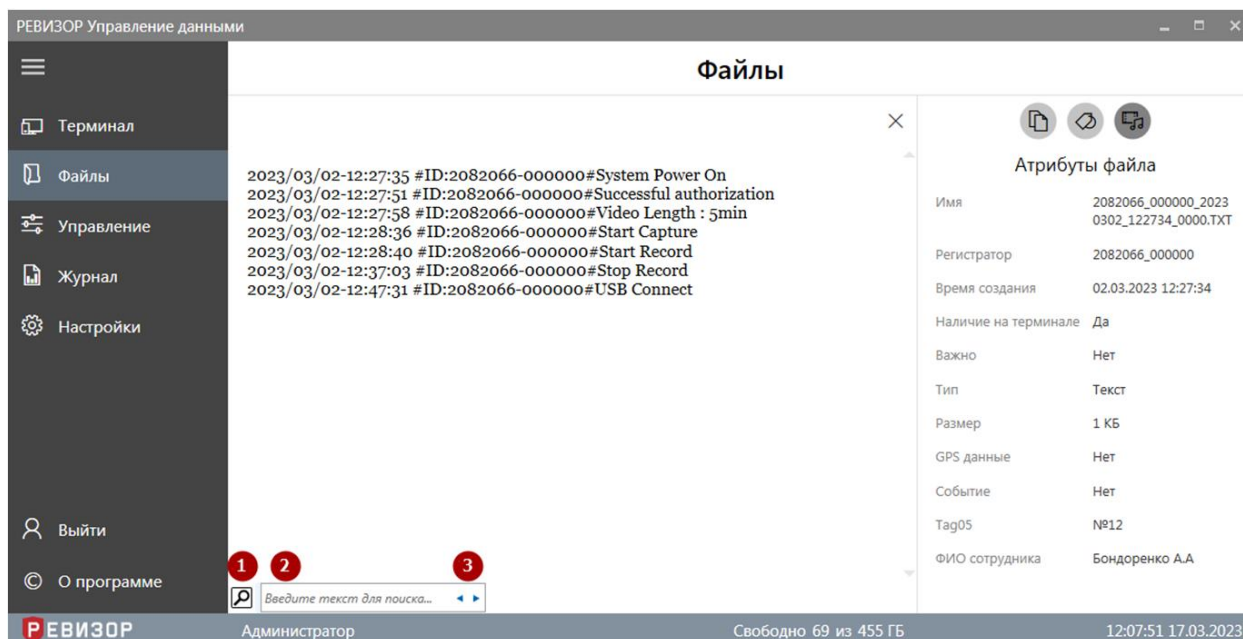 РЕВИЗОР Управление данными
Файлы
Терминал
Файлы
Управление
Журнал
Настройки
Выйти
© О программе
2023/03/02-12:27:35 #ID:2082066-000000#System Power On
2023/03/02-12:27:51 #ID:2082066-000000#Successful authorization
2023/03/02-12:27:58 #ID:2082066-000000#Video Length : 5min
2023/03/02-12:28:36 #ID:2082066-000000#Start Capture
2023/03/02-12:28:40 #ID:2082066-000000#Start Record
2023/03/02-12:37:03 #ID:2082066-000000#Stop Record
2023/03/02-12:47:31 #ID:2082066-000000#USB Connect
1 2 3
Введите текст для поиска...
Атрибуты файла
Имя 2082066_000000_2023
0302_122734_0000.TXT
Регистратор 2082066_000000
Время создания 02.03.2023 12:27:34
Наличие на терминале Да
Важно Нет
Тип Текст
Размер 1 КБ
GPS данные Нет
Событие Нет
Tag05 №12
ФИО сотрудника Бондоренко А.А
РЕВИЗОР Администратор Свободно 69 из 455 ГБ 12:07:51 17.03.2023